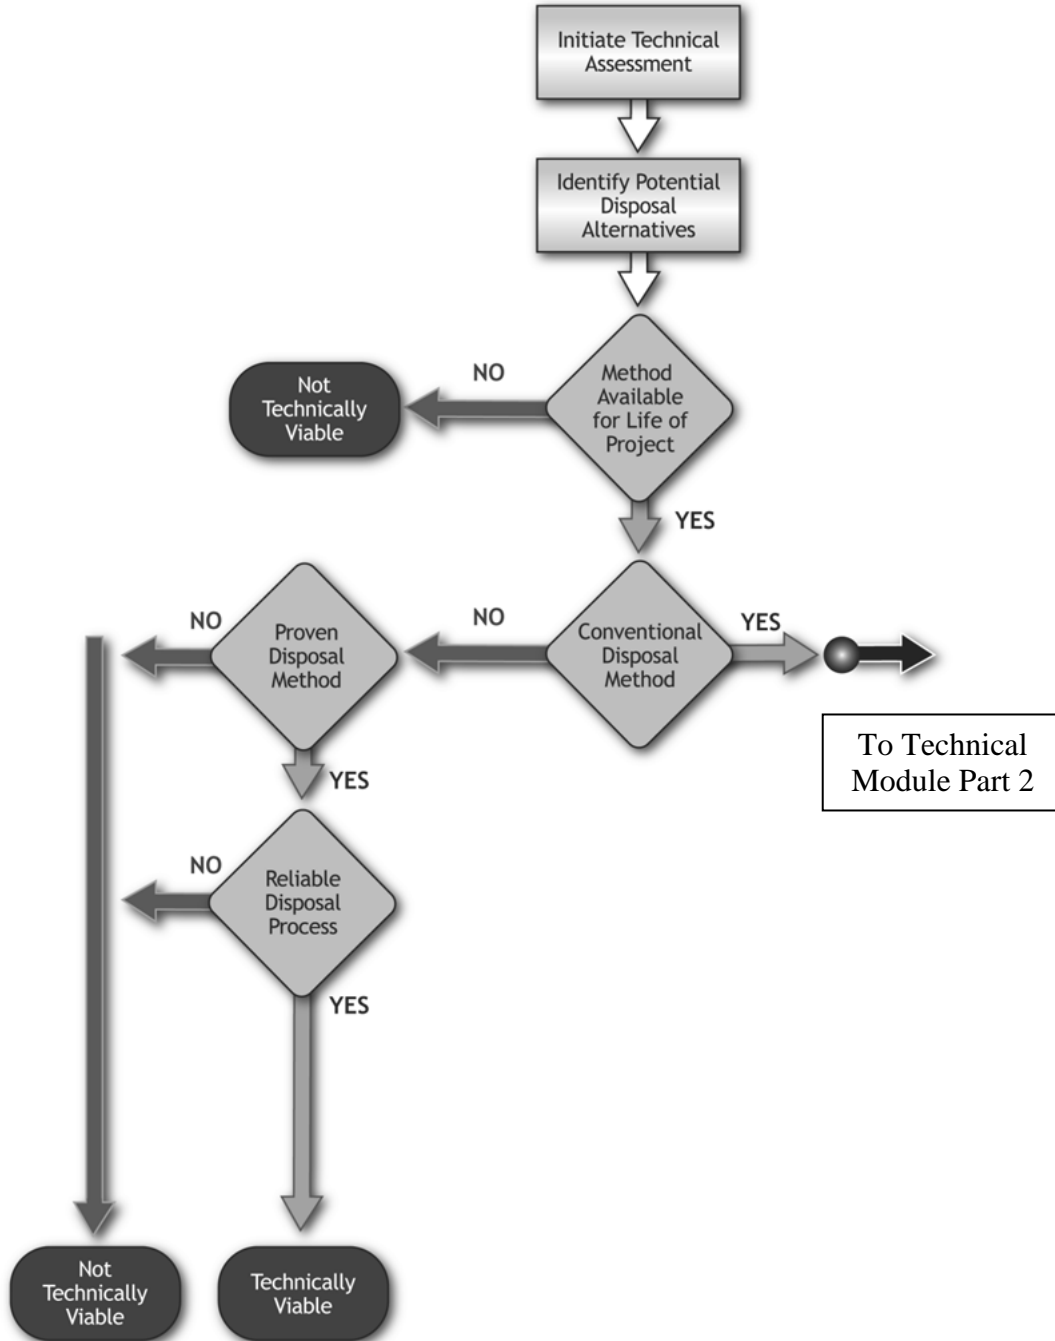 Initiate Technical
Assessment
Identify Potential
Disposal
Alternatives
Method
Available
for Life of
Project
NO
Not
Technically
Viable
YES
Conventional
Disposal
Method
YES
To Technical
Module Part 2
NO
Proven
Disposal
Method
NO
YES
Reliable
Disposal
Process
NO
YES
Not
Technically
Viable
Technically
Viable